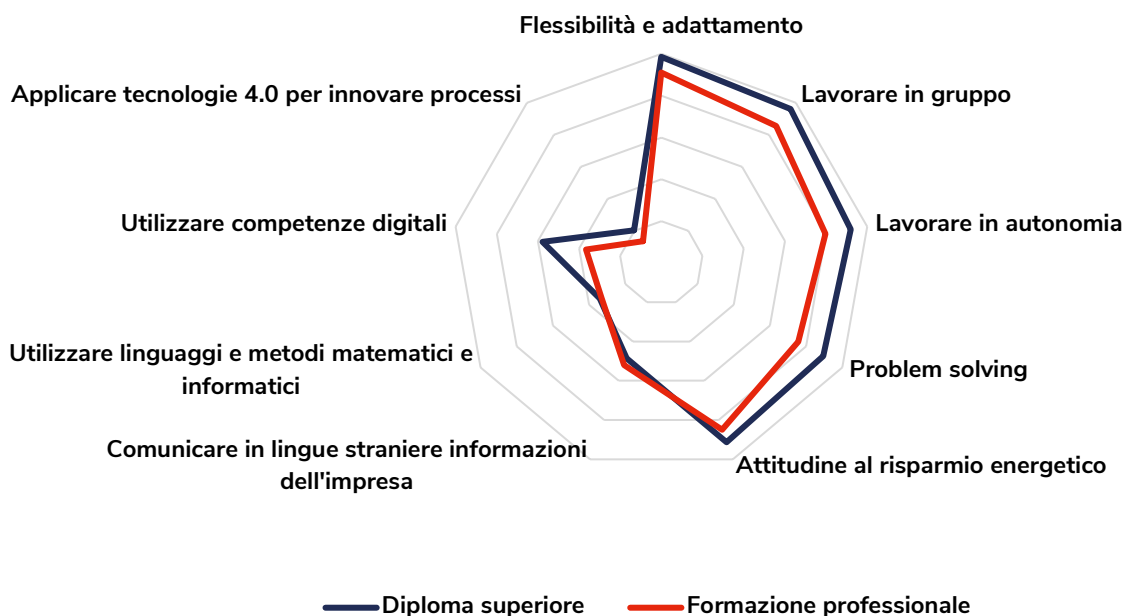 Flessibilità e adattamento
Applicare tecnologie 4.0 per innovare processi
Lavorare in gruppo
Utilizzare competenze digitali
Lavorare in autonomia
Utilizzare linguaggi e metodi matematici e
informatici
Problem solving
Comunicare in lingue straniere informazioni
dell'impresa
Attitudine al risparmio energetico
Diploma superiore
Formazione professionale